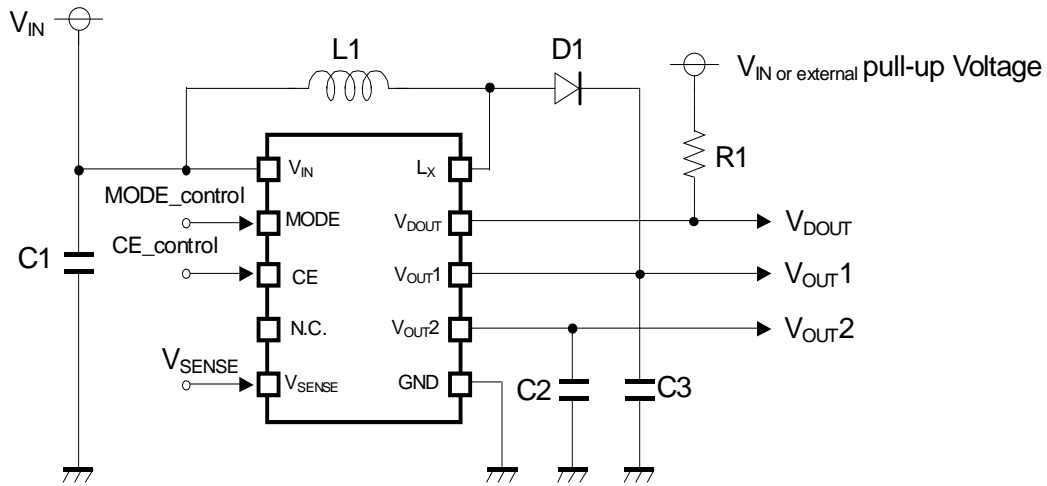 VIN
L1
D1
VIN or external pull-up Voltage
R1
VIN
LX
MODE_control
MODE
VDOUT
VDOUT
C1
CE_control
CE
VOUT1
VOUT1
N.C.
VOUT2
VOUT2
VSENSE
VSENSE
GND
C2
C3